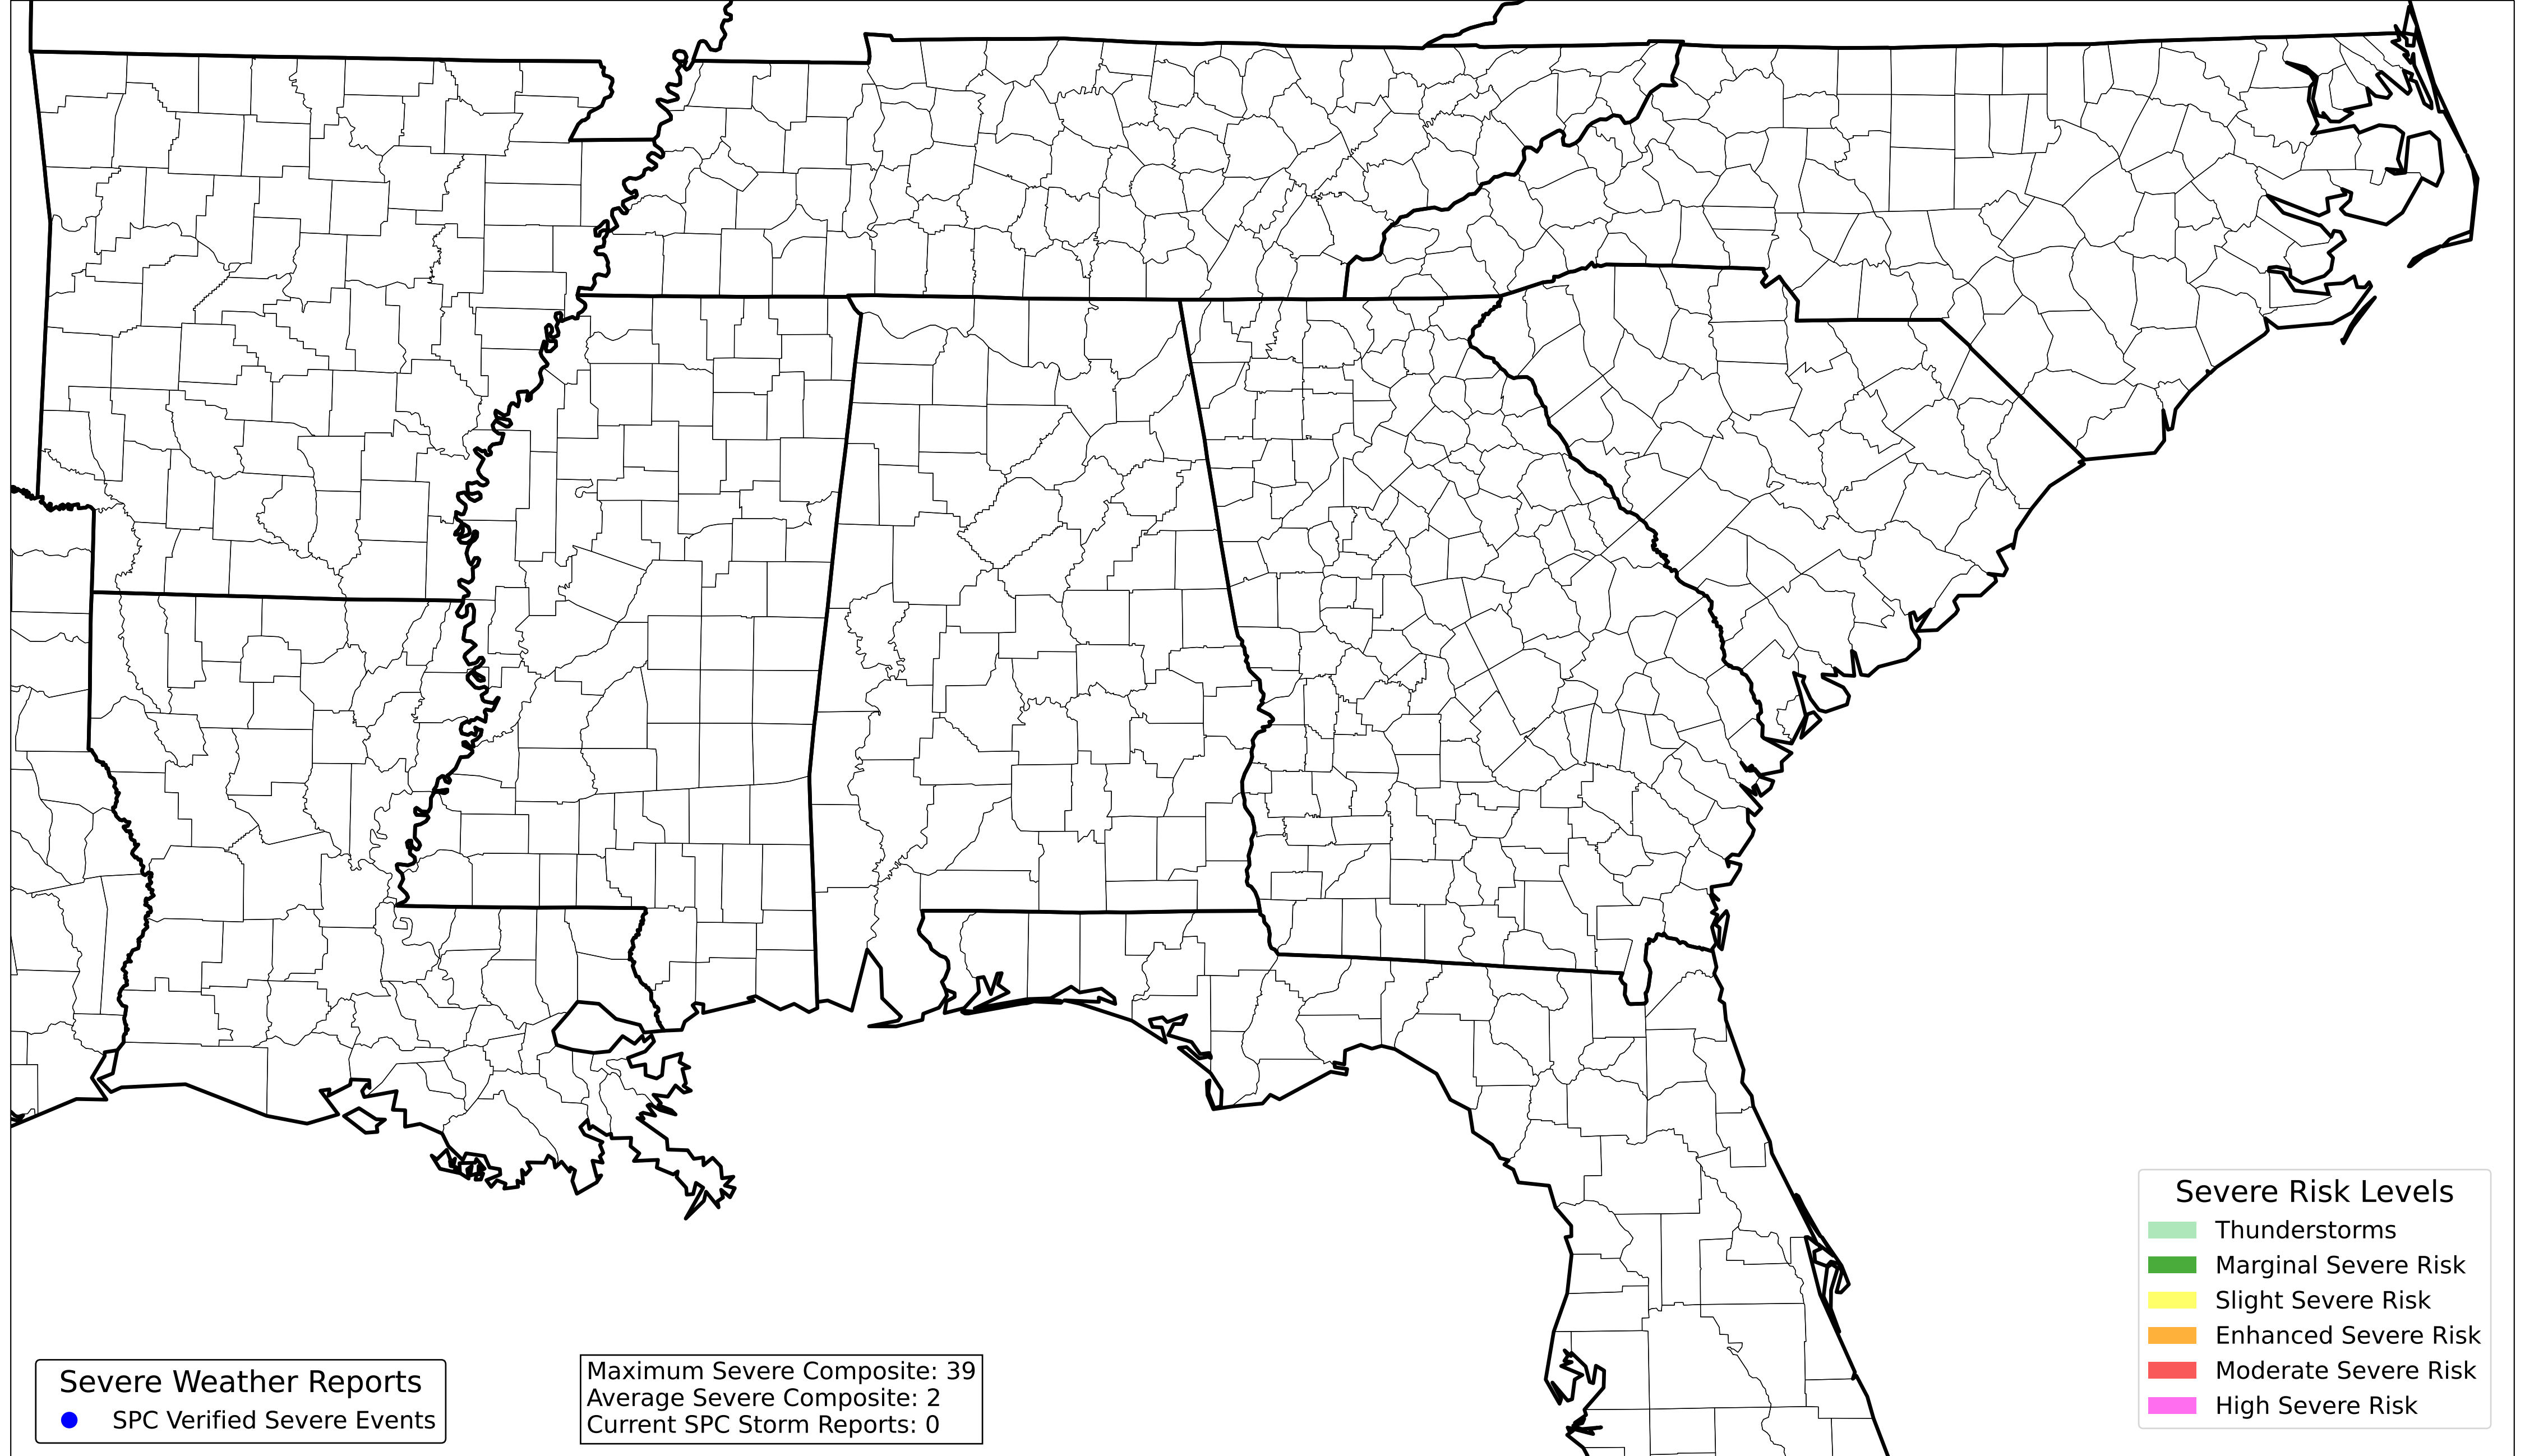 Severe Weather Reports
SPC Verified Severe Events
Maximum Severe Composite: 39
Average Severe Composite: 2
Current SPC Storm Reports: 0
Severe Risk Levels
Thunderstorms
Marginal Severe Risk
Slight Severe Risk
Enhanced Severe Risk
Moderate Severe Risk
High Severe Risk